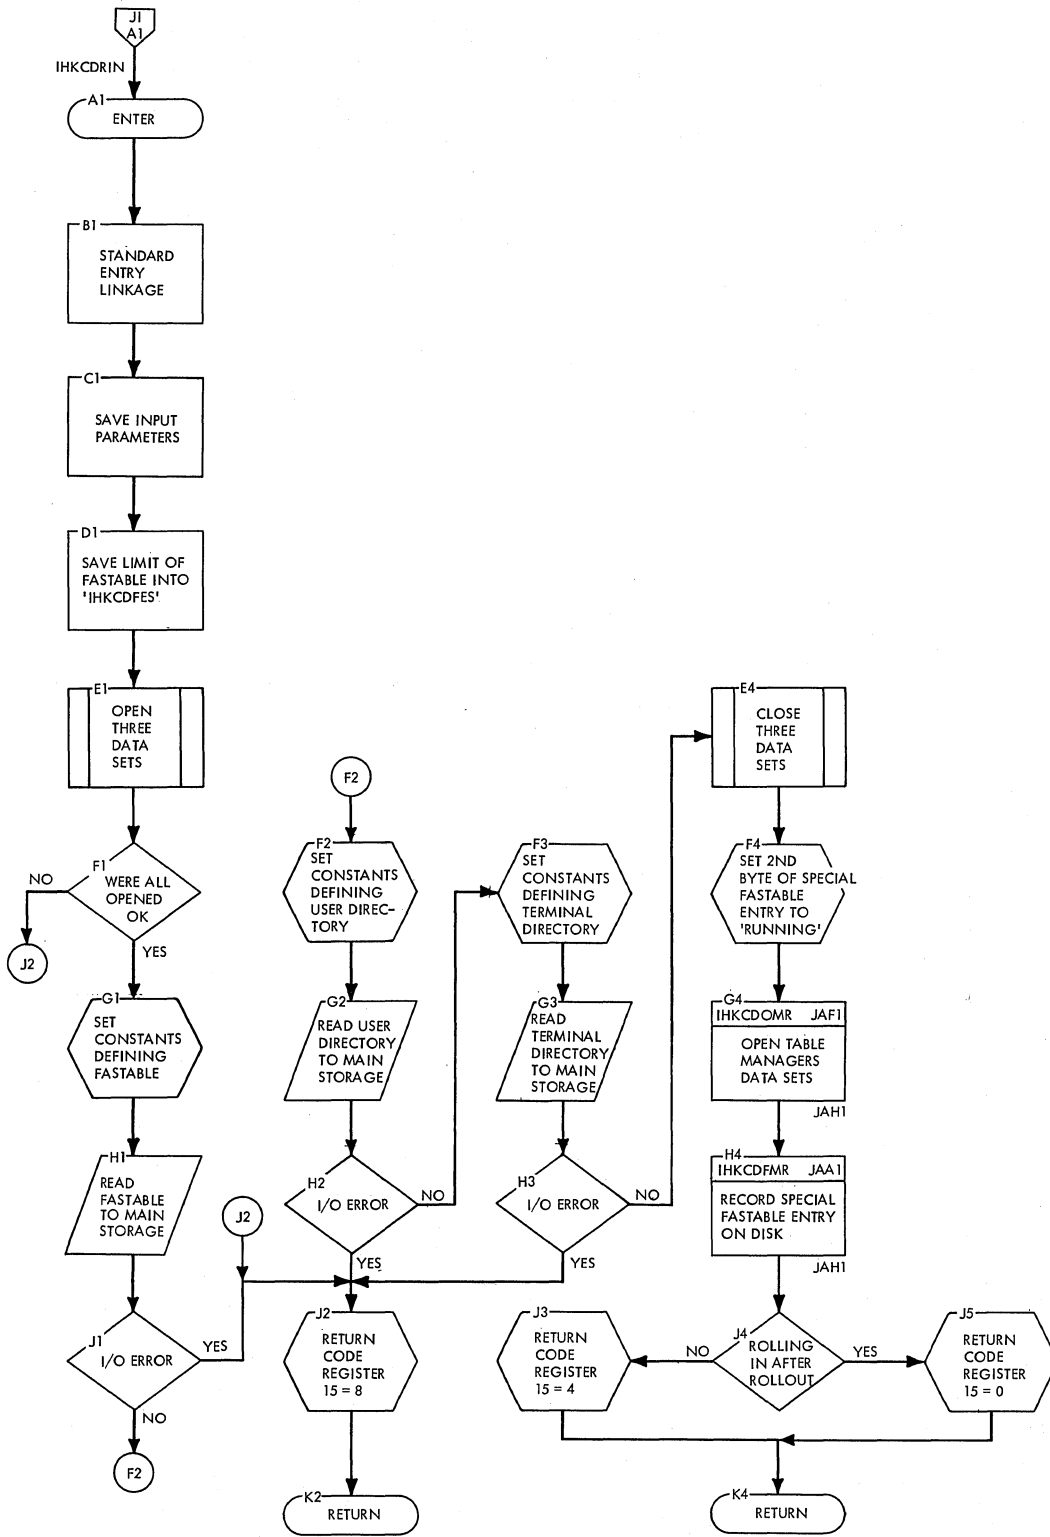 J1
A1
IHKCDRIN
A1
ENTER
B1
STANDARD
ENTRY
LINKAGE
C1
SAVE INPUT
PARAMETERS
D1
SAVE LIMIT OF
FASTABLE INTO
'IHKCDFES'
E1
OPEN
THREE
DATA
SETS
F1
WERE ALL
OPENED
OK
NO
J2
YES
G1
SET
CONSTANTS
DEFINING
FASTABLE
H1
READ
FASTABLE
TO MAIN
STORAGE
J1
I/O ERROR
YES
NO
F2
J2
F2
F2
SET
CONSTANTS
DEFINING
USER DIREC-
TORY
G2
READ USER
DIRECTORY
TO MAIN
STORAGE
H2
I/O ERROR
NO
YES
J2
RETURN
CODE
REGISTER
15 = 8
K2
RETURN
F3
SET
CONSTANTS
DEFINING
TERMINAL
DIRECTORY
G3
READ
TERMINAL
DIRECTORY
TO MAIN
STORAGE
H3
I/O ERROR
NO
YES
J3
RETURN
CODE
REGISTER
15 = 4
E4
CLOSE
THREE
DATA
SETS
F4
SET 2ND
BYTE OF SPECIAL
FASTABLE
ENTRY TO
'RUNNING'
G4
IHKCDOMR JAF1
OPEN TABLE
MANAGERS
DATA SETS
JAH1
H4
IHKCDFMR JAA1
RECORD SPECIAL
FASTABLE ENTRY
ON DISK
JAH1
J4
ROLLING
IN AFTER
ROLLOUT
NO
YES
J5
RETURN
CODE
REGISTER
15 = 0
K4
RETURN